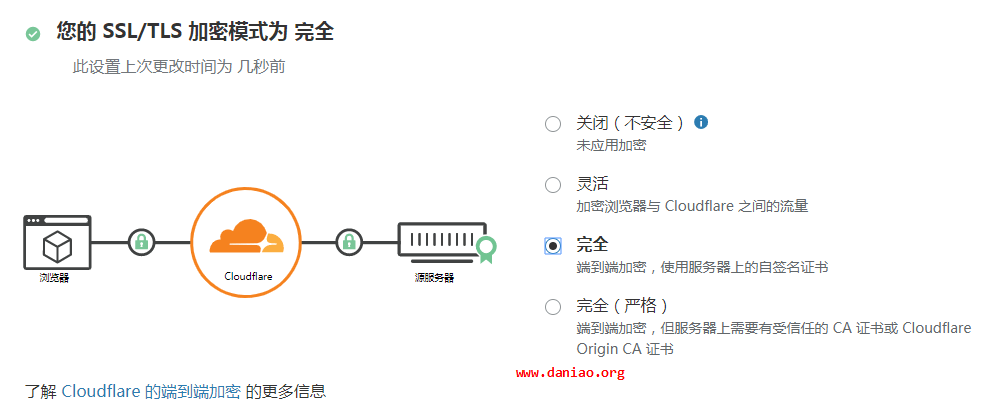 您的 SSL/TLS 加密模式为 完全
此设置上次更改时间为 几秒前
关闭（不安全）
未应用加密
灵活
加密浏览器与 Cloudflare 之间的流量
完全
端到端加密，使用服务器上的自签名证书
完全（严格）
端到端加密，但服务器上需要有受信任的 CA 证书或 Cloudflare
Origin CA 证书
浏览器
Cloudflare
源服务器
www.daniao.org
了解 Cloudflare 的端到端加密 的更多信息